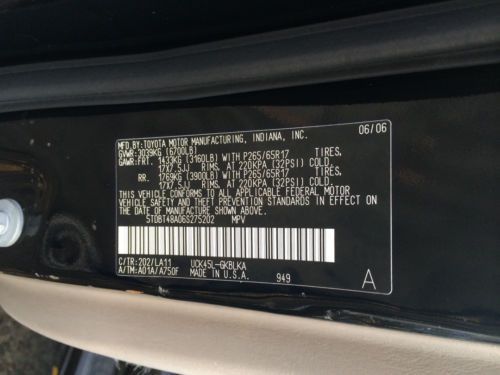 06/06
MFD.BY:TOYOTA MOTOR MANUFACTURING, INDIANA, INC.
GVWR: 3039KG (6700LB)
GAWR:FRT. 1433KG (3160LB) WITH P265/65R17 TIRES,
17X7.5JJ RIMS, AT 220KPA (32PSI) COLD
RR. 1769KG (3900LB) WITH P265/65R17 TIRES,
17X7.5JJ RIMS, AT 220KPA (32PSI) COLD
THIS VEHICLE CONFORMS TO ALL APPLICABLE FEDERAL MOTOR
VEHICLE SAFETY AND THEFT PREVENTION STANDARDS IN EFFECT
ON THE DATE OF MANUFACTURE SHOWN ABOVE.
5TDBT48A06S275202 MPV
C/TR:202/LA11 UCK45L-GKBLKA
A/TM:A01A/A750F MADE IN U.S.A. 949 A